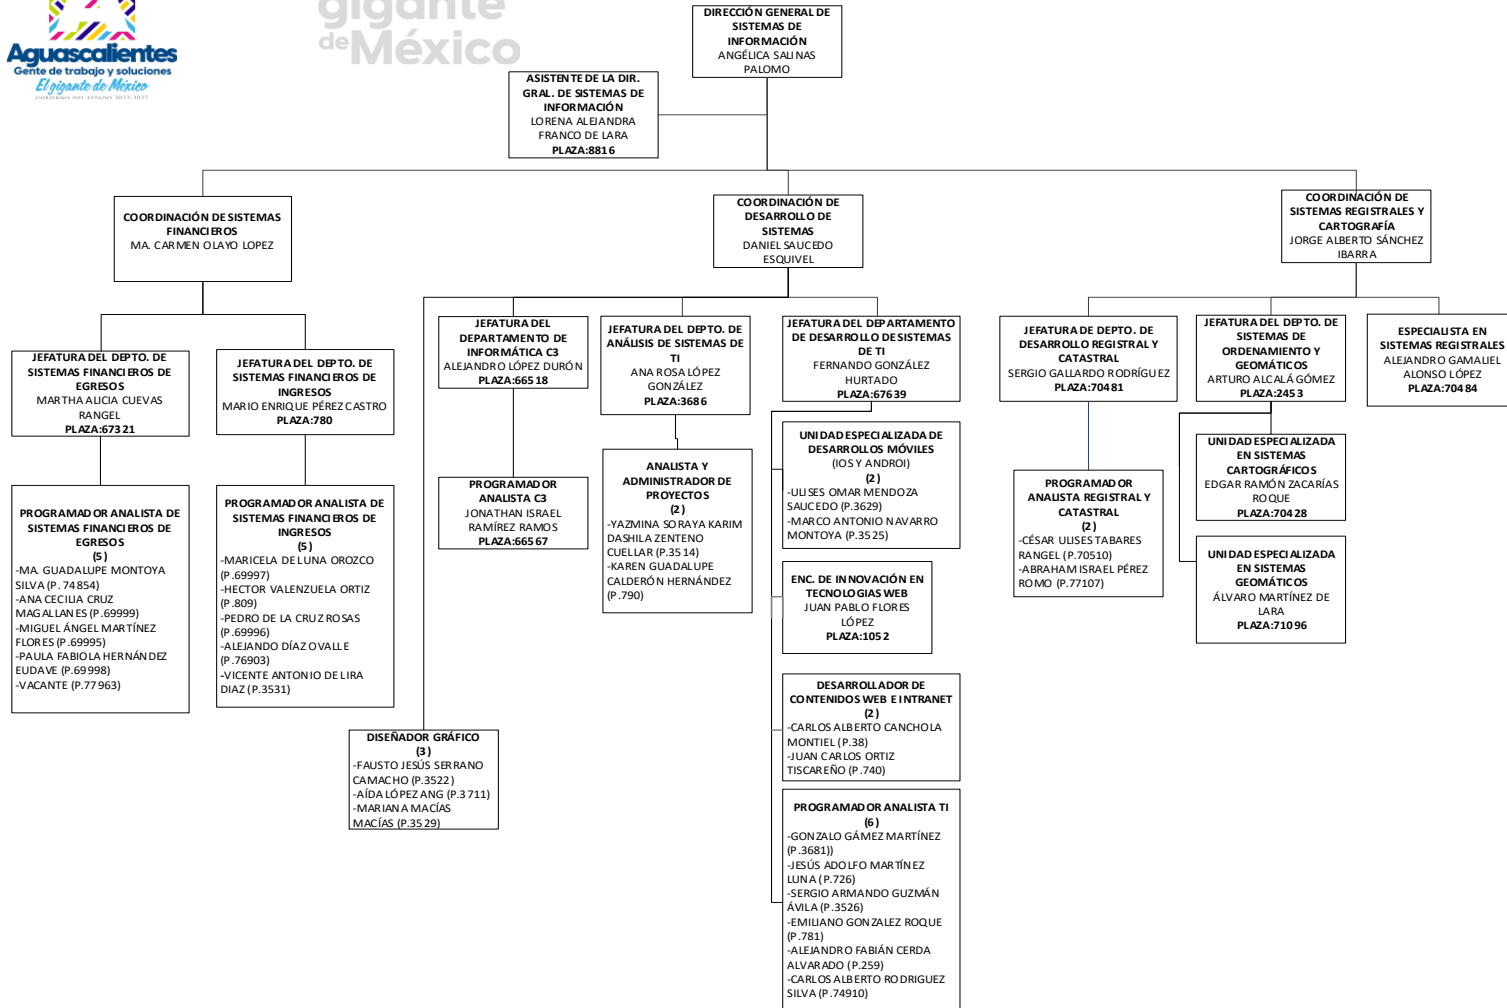 Aguascalientes
Gente de trabajo y soluciones
El gigante de México
GOBIERNO DEL ESTADO 2022-2027
gigante
deMéxico
DIRECCIÓN GENERAL DE
SISTEMAS DE
INFORMACIÓN
ANGÉLICA SALINAS
PALOMO
ASISTENTE DE LA DIR.
GRAL. DE SISTEMAS DE
INFORMACIÓN
LORENA ALEJANDRA
FRANCO DE LARA
PLAZA:8816
COORDINACIÓN DE SISTEMAS
FINANCIEROS
MA. CARMEN OLAYO LOPEZ
COORDINACIÓN DE
DESARROLLO DE
SISTEMAS
DANIEL SAUCEDO
ESQUIVEL
COORDINACIÓN DE
SISTEMAS REGISTRALES Y
CARTOGRAFÍA
JORGE ALBERTO SÁNCHEZ
IBARRA
JEFATURA DEL DEPTO. DE
SISTEMAS FINANCIEROS DE
EGRESOS
MARTHA ALICIA CUEVAS
RANGEL
PLAZA:67321
JEFATURA DEL DEPTO. DE
SISTEMAS FINANCIEROS DE
INGRESOS
MARIO ENRIQUE PÉREZ CASTRO
PLAZA:780
JEFATURA DEL
DEPARTAMENTO DE
INFORMÁTICA C3
ALEJANDRO LÓPEZ DURÓN
PLAZA:66518
JEFATURA DEL DEPTO. DE
ANÁLISIS DE SISTEMAS DE
TI
ANA ROSA LÓPEZ
GONZÁLEZ
PLAZA:3686
JEFATURA DEL DEPARTAMENTO
DE DESARROLLO DE SISTEMAS
DE TI
FERNANDO GONZÁLEZ
HURTADO
PLAZA:67639
JEFATURA DE DEPTO. DE
DESARROLLO REGISTRAL Y
CATASTRAL
SERGIO GALLARDO RODRÍGUEZ
PLAZA:70481
JEFATURA DEL DEPTO. DE
SISTEMAS DE
ORDENAMIENTO Y
GEOMÁTICOS
ARTURO ALCALÁ GÓMEZ
PLAZA:2453
ESPECIALISTA EN
SISTEMAS REGISTRALES
ALEJANDRO GAMALIEL
ALONSO LÓPEZ
PLAZA:70484
PROGRAMADOR ANALISTA DE
SISTEMAS FINANCIEROS DE
EGRESOS
(5)
-MA. GUADALUPE MONTOYA
SILVA (P. 74854)
-ANA CECILIA CRUZ
MAGALLANES (P.69999)
-MIGUEL ÁNGEL MARTÍNEZ
FLORES (P.69995)
-PAULA FABIOLA HERNÁNDEZ
EUDAVE (P.69998)
-VACANTE (P.77963)
PROGRAMADOR ANALISTA DE
SISTEMAS FINANCIEROS DE
INGRESOS
(5)
-MARICELA DE LUNA OROZCO
(P.69997)
-HECTOR VALENZUELA ORTIZ
(P.809)
-PEDRO DE LA CRUZ ROSAS
(P.69996)
-ALEJANDO DÍAZ OVALLE
(P.76903)
-VICENTE ANTONIO DE LIRA
DIAZ (P.3531)
PROGRAMADOR
ANALISTA C3
JONATHAN ISRAEL
RAMÍREZ RAMOS
PLAZA:66567
ANALISTA Y
ADMINISTRADOR DE
PROYECTOS
(2)
-YAZMINA SORAYA KARIM
DASHILA ZENTENO
CUELLAR (P.3514)
-KAREN GUADALUPE
CALDERÓN HERNÁNDEZ
(P.790)
UNIDAD ESPECIALIZADA DE
DESARROLLOS MÓVILES
(IOS Y ANDROI)
(2)
-ULISES OMAR MENDOZA
SAUCEDO (P.3629)
-MARCO ANTONIO NAVARRO
MONTOYA (P.3525)
ENC. DE INNOVACIÓN EN
TECNOLOGIAS WEB
JUAN PABLO FLORES
LÓPEZ
PLAZA:1052
DESARROLLADOR DE
CONTENIDOS WEB E INTRANET
(2)
-CARLOS ALBERTO CANCHOLA
MONTIEL (P.38)
-JUAN CARLOS ORTIZ
TISCAREÑO (P.740)
PROGRAMADOR ANALISTA TI
(6)
-GONZALO GÁMEZ MARTÍNEZ
(P.3681))
-JESÚS ADOLFO MARTÍNEZ
LUNA (P.726)
-SERGIO ARMANDO GUZMÁN
ÁVILA (P.3526)
-EMILIANO GONZALEZ ROQUE
(P.781)
-ALEJANDRO FABIÁN CERDA
ALVARADO (P.259)
-CARLOS ALBERTO RODRIGUEZ
SILVA (P.74910)
PROGRAMADOR
ANALISTA REGISTRAL Y
CATASTRAL
(2)
-CÉSAR ULISES TABARES
RANGEL (P.70510)
-ABRAHAM ISRAEL PÉREZ
ROMO (P.77107)
UNIDAD ESPECIALIZADA
EN SISTEMAS
CARTOGRÁFICOS
EDGAR RAMÓN ZACARÍAS
ROQUE
PLAZA:70428
UNIDAD ESPECIALIZADA
EN SISTEMAS
GEOMÁTICOS
ÁLVARO MARTÍNEZ DE
LARA
PLAZA:71096
DISEÑADOR GRÁFICO
(3)
-FAUSTO JESÚS SERRANO
CAMACHO (P.3522)
-AÍDA LÓPEZ ANG (P.3711)
-MARIANA MACÍAS
MACÍAS (P.3529)